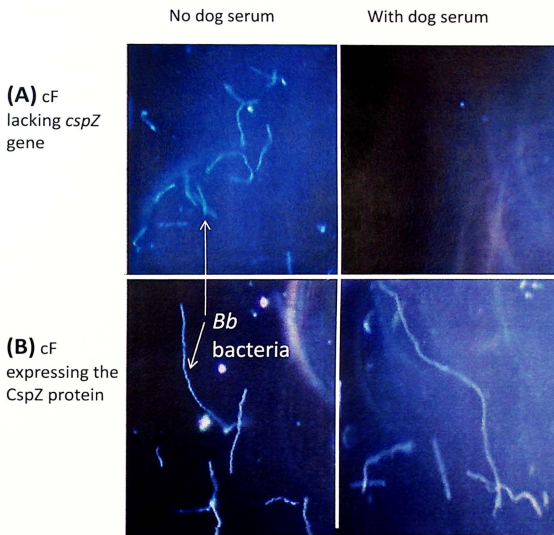 No dog serum
With dog serum
(A) cF
lacking cspZ
gene
Bb
bacteria
(B) cF
expressing the
CspZ protein